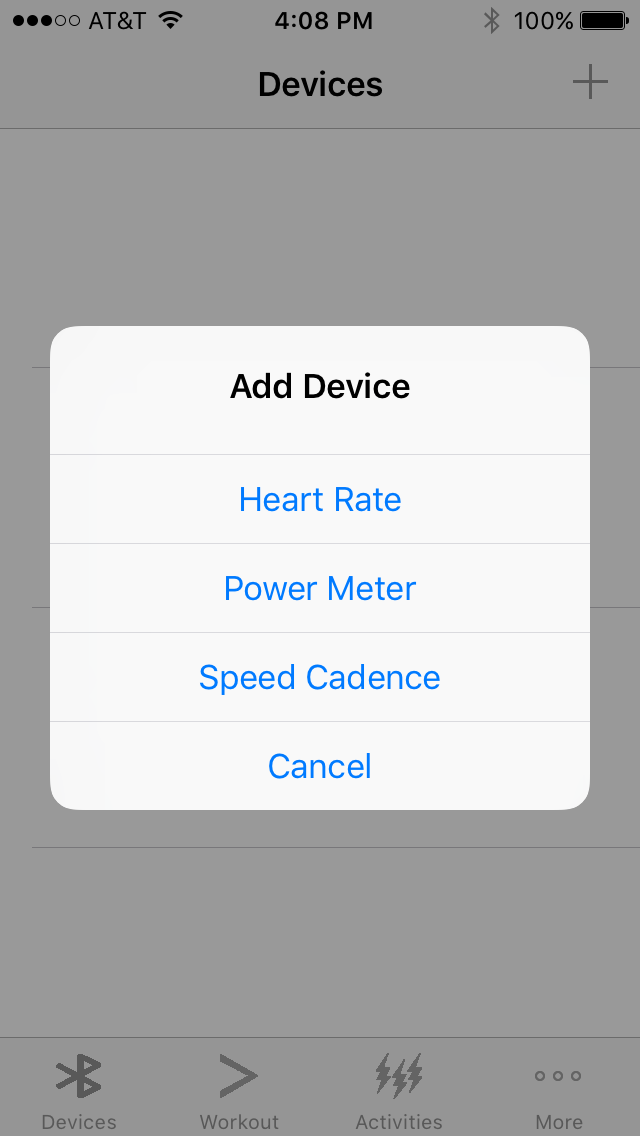 AT&T 4:08 PM 100%
Devices
Add Device
Heart Rate
Power Meter
Speed Cadence
Cancel
Devices Workout Activities More